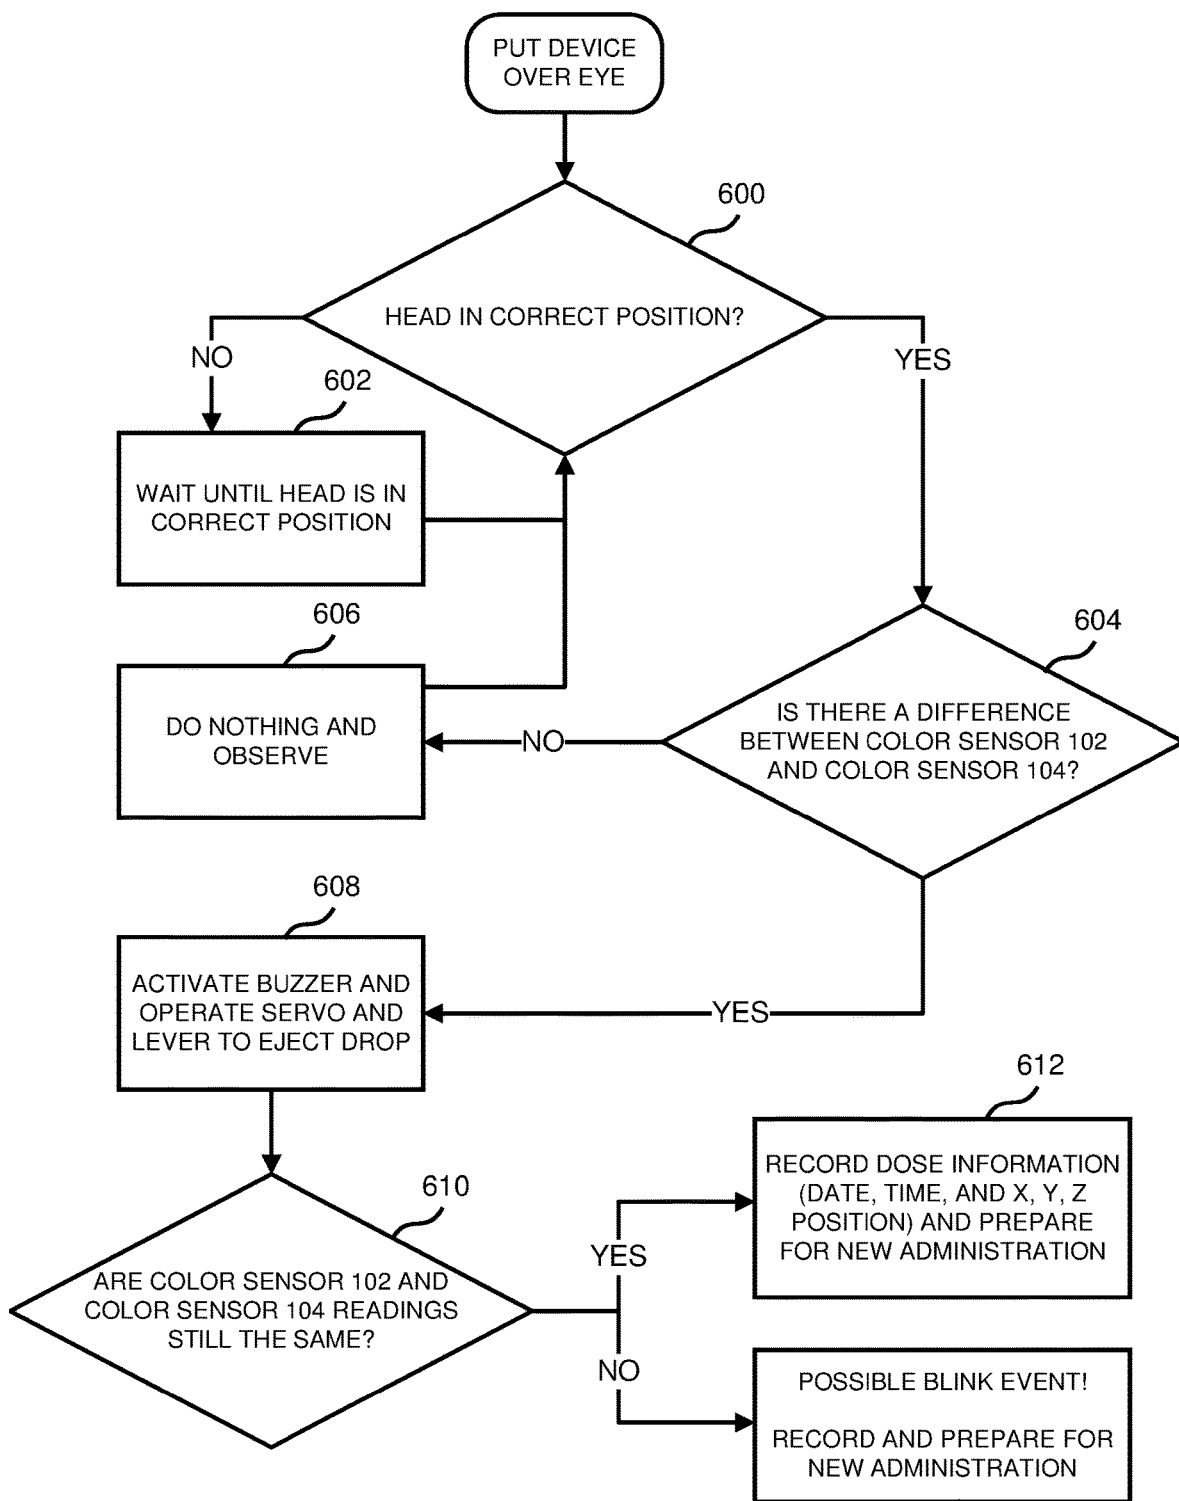 PUT DEVICE
OVER EYE
600
HEAD IN CORRECT POSITION?
NO
YES
602
WAIT UNTIL HEAD IS IN
CORRECT POSITION
606
DO NOTHING AND
OBSERVE
604
IS THERE A DIFFERENCE
BETWEEN COLOR SENSOR 102
AND COLOR SENSOR 104?
NO
608
ACTIVATE BUZZER AND
OPERATE SERVO AND
LEVER TO EJECT DROP
YES
610
ARE COLOR SENSOR 102 AND
COLOR SENSOR 104 READINGS
STILL THE SAME?
YES
NO
612
RECORD DOSE INFORMATION
(DATE, TIME, AND X, Y, Z
POSITION) AND PREPARE
FOR NEW ADMINISTRATION
POSSIBLE BLINK EVENT!
RECORD AND PREPARE FOR
NEW ADMINISTRATION